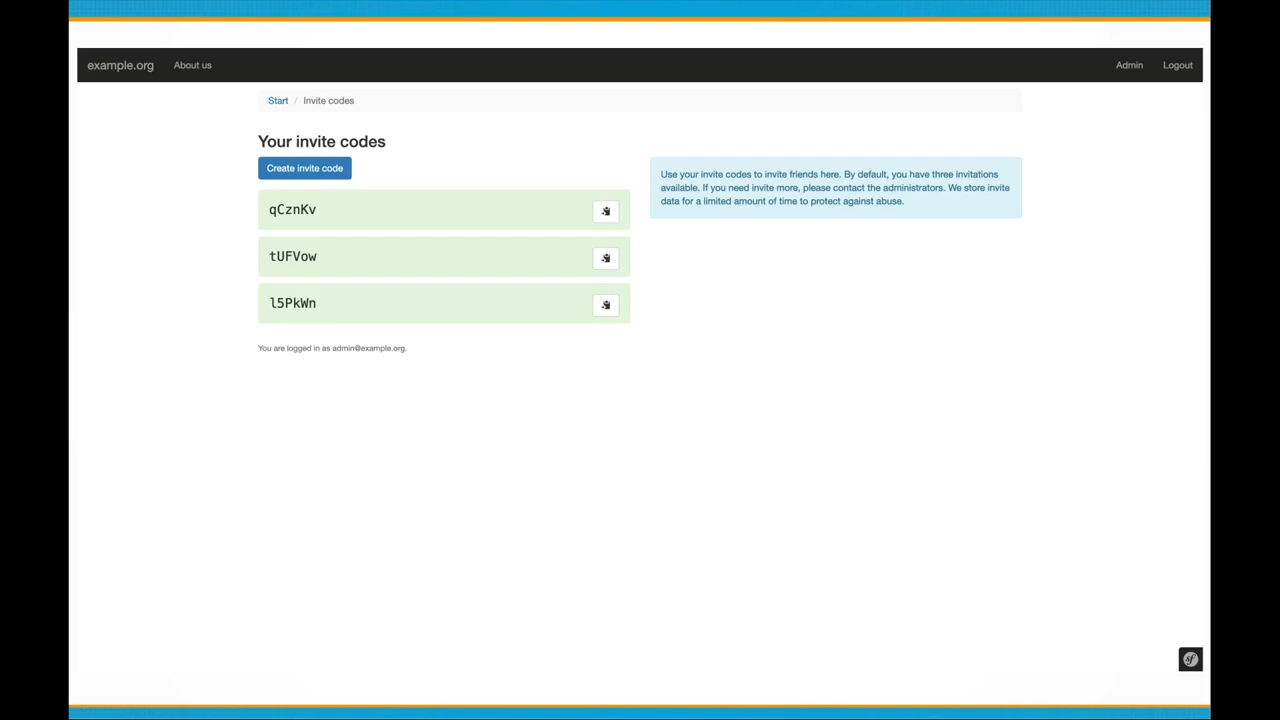 example.org About us Admin Logout
Start / Invite codes
Your invite codes
Create invite code
qCznKv
tUFVow
l5PkWn
Use your invite codes to invite friends here. By default, you have three invitations
available. If you need invite more, please contact the administrators. We store invite
data for a limited amount of time to protect against abuse.
You are logged in as admin@example.org.
sf